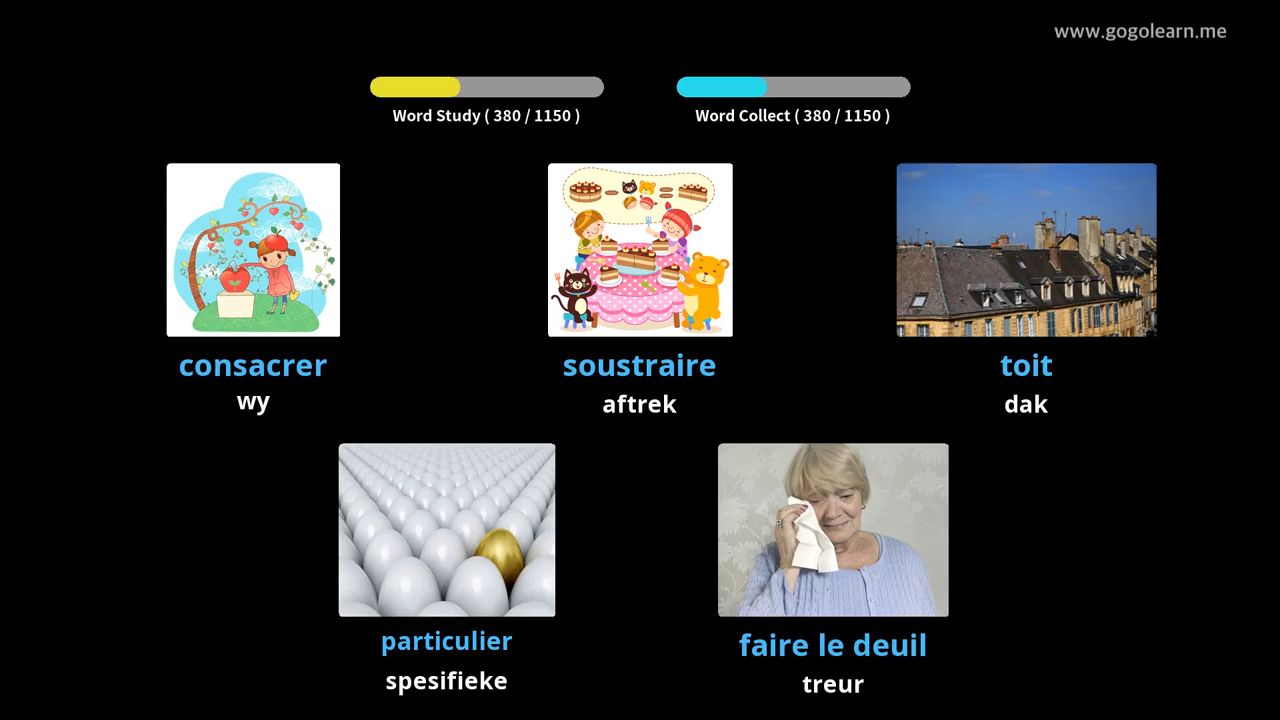 www.gogolearn.me
Word Study ( 380 / 1150 )
Word Collect ( 380 / 1150 )
consacrer
wy
soustraire
aftrek
toit
dak
particulier
spesifieke
faire le deuil
treur